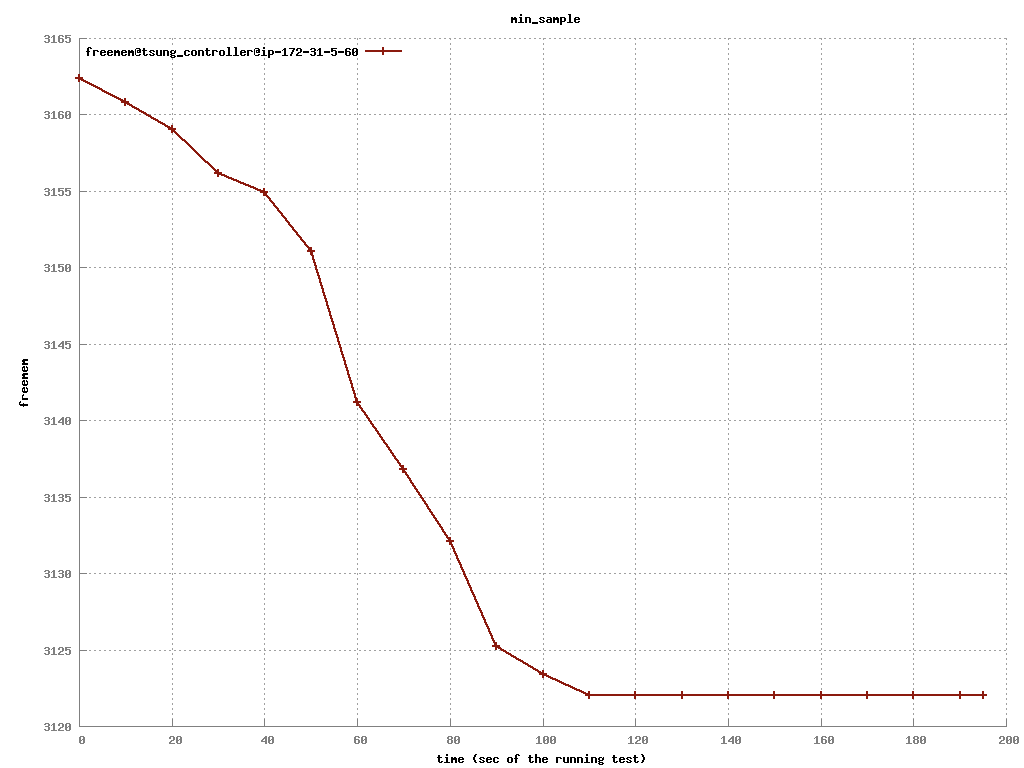 min_sample
freemem@tsung_controller@ip-172-31-5-60
3165
3160
3155
3150
3145
3140
3135
3130
3125
3120
freemem
0 20 40 60 80 100 120 140 160 180 200
time (sec of the running test)